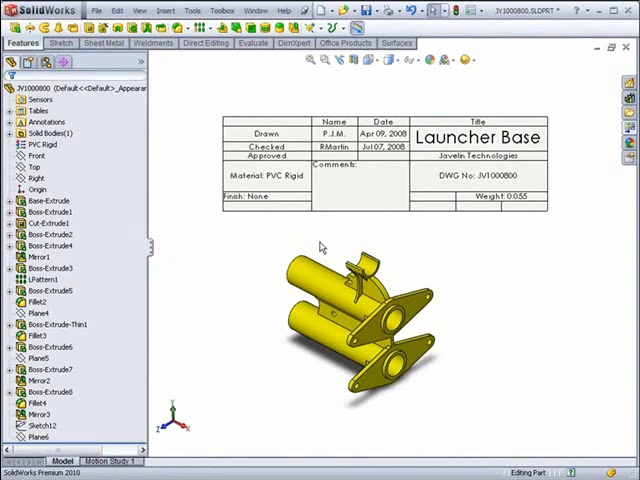 SolidWorks File Edit View Insert Tools Toolbox Window Help JV1000800.SLDPRT *
Features Sketch Sheet Metal Weldments Direct Editing Evaluate DimXpert Office Products Surfaces
JV1000800 (Default<<Default>_Appearar
Sensors
Tables
Annotations
Solid Bodies(1)
PVC Rigid
Front
Top
Right
Origin
Base-Extrude
Boss-Extrude1
Cut-Extrude1
Boss-Extrude2
Boss-Extrude4
Mirror1
Boss-Extrude3
LPattern1
Boss-Extrude5
Fillet2
Plane4
Boss-Extrude-Thin1
Fillet3
Boss-Extrude6
Plane5
Boss-Extrude7
Mirror2
Boss-Extrude8
Fillet4
Mirror3
Sketch12
Plane6
Name Date Title
Drawn P.J.M. Apr 09, 2008 Launcher Base
Checked RMartin Jul 07, 2008
Approved Javelin Technologies
Comments:
Material: PVC Rigid DWG No: JV1000800
Finish: None Weight: 0.055
Y
Z X
Model Motion Study 1
SolidWorks Premium 2010 Editing Part